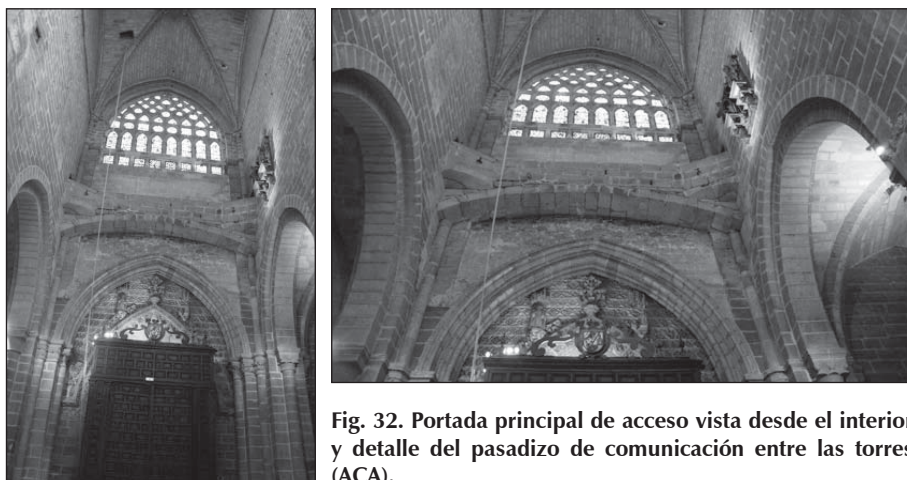 Fig. 32. Portada principal de acceso vista desde el interior
y detalle del pasadizo de comunicación entre las torres
(ACA).